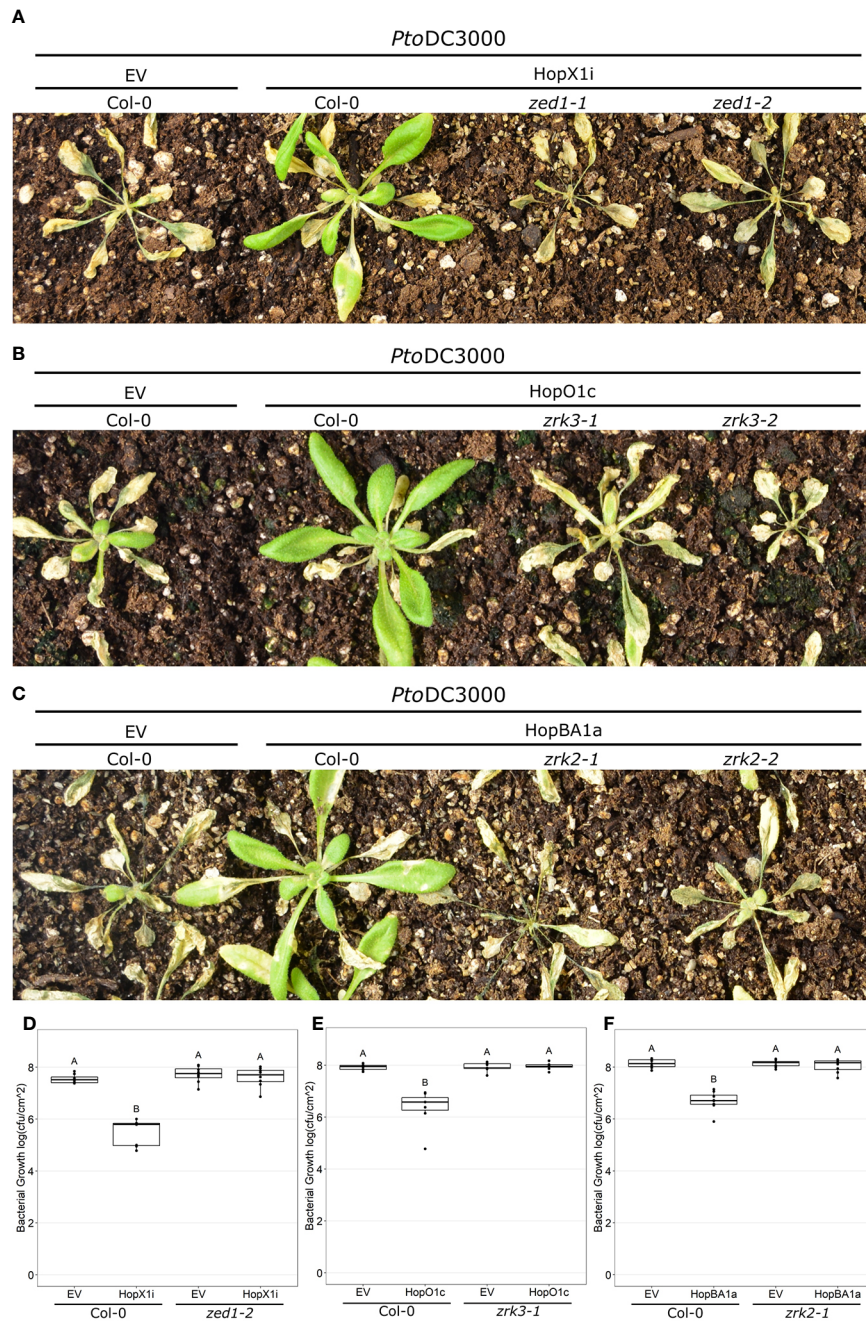 A
PtoDC3000
EV HopX1i
Col-0 Col-0 zed1-1 zed1-2
B
PtoDC3000
EV HopO1c
Col-0 Col-0 zrk3-1 zrk3-2
C
PtoDC3000
EV HopBA1a
Col-0 Col-0 zrk2-1 zrk2-2
D
Bacterial Growth log(cfu/cm^2)
8
6
4
2
0
A B A A
EV HopX1i EV HopX1i
Col-0 zed1-2
E
Bacterial Growth log(cfu/cm^2)
8
6
4
2
0
A B A A
EV HopO1c EV HopO1c
Col-0 zrk3-1
F
Bacterial Growth log(cfu/cm^2)
8
6
4
2
0
A B A A
EV HopBA1a EV HopBA1a
Col-0 zrk2-1